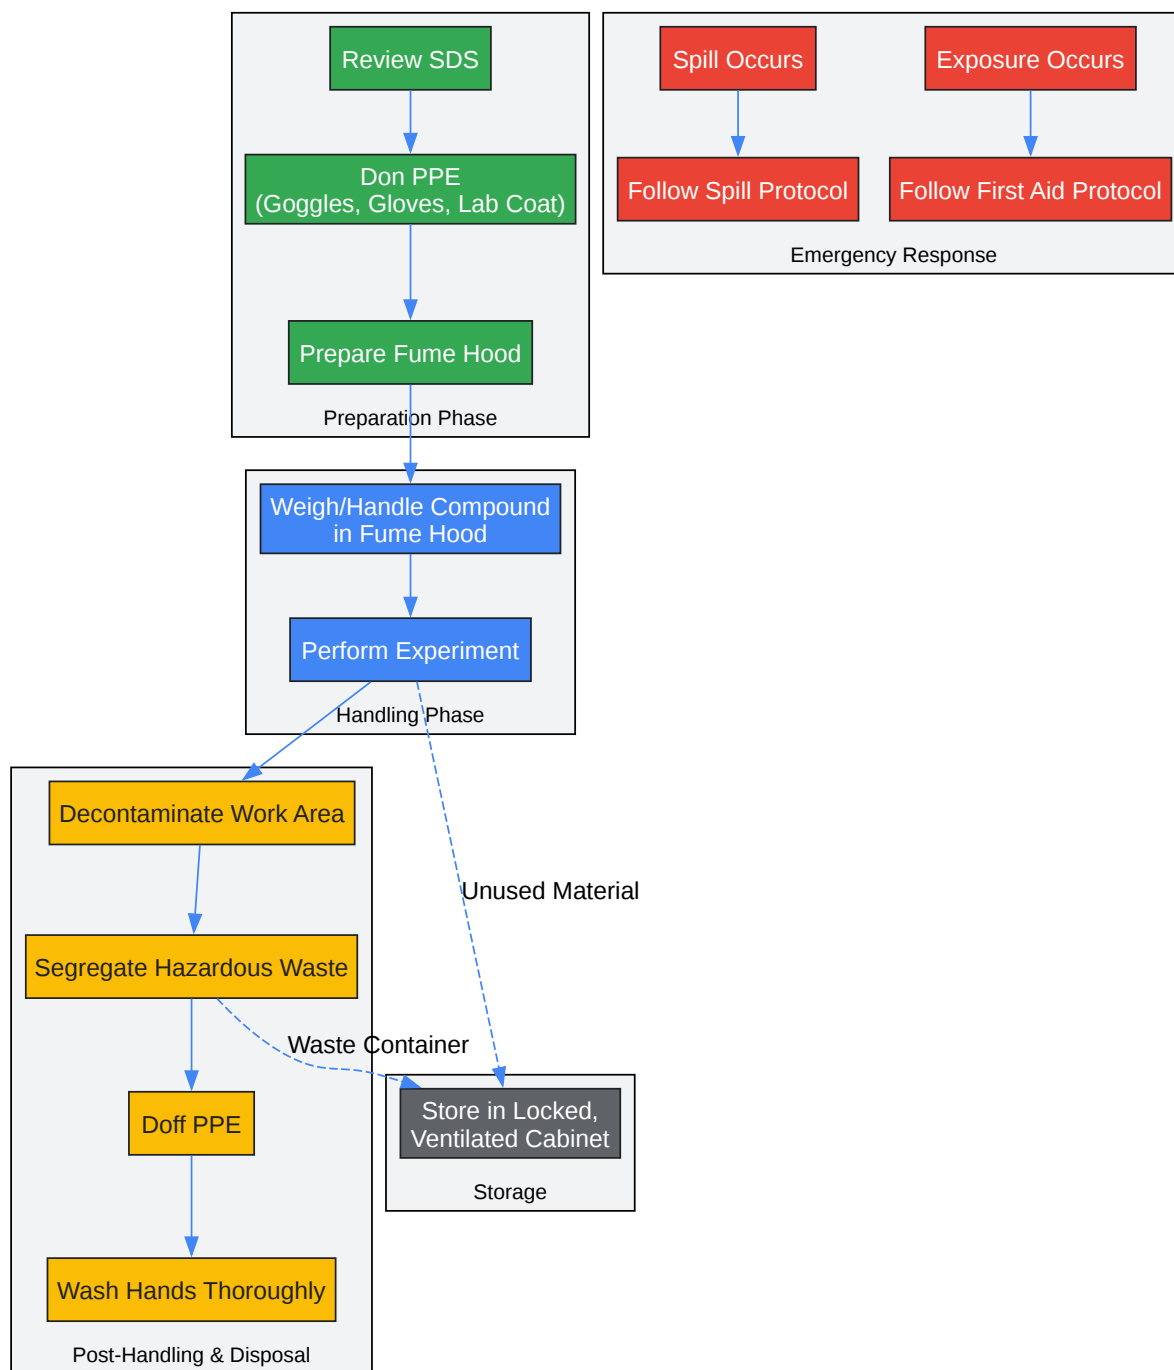 Review SDS
Don PPE
(Goggles, Gloves, Lab Coat)
Prepare Fume Hood
Preparation Phase
Spill Occurs
Exposure Occurs
Follow Spill Protocol
Follow First Aid Protocol
Emergency Response
Weigh/Handle Compound
in Fume Hood
Perform Experiment
Handling Phase
Decontaminate Work Area
Unused Material
Segregate Hazardous Waste
Waste Container
Doff PPE
Store in Locked,
Ventilated Cabinet
Storage
Wash Hands Thoroughly
Post-Handling & Disposal